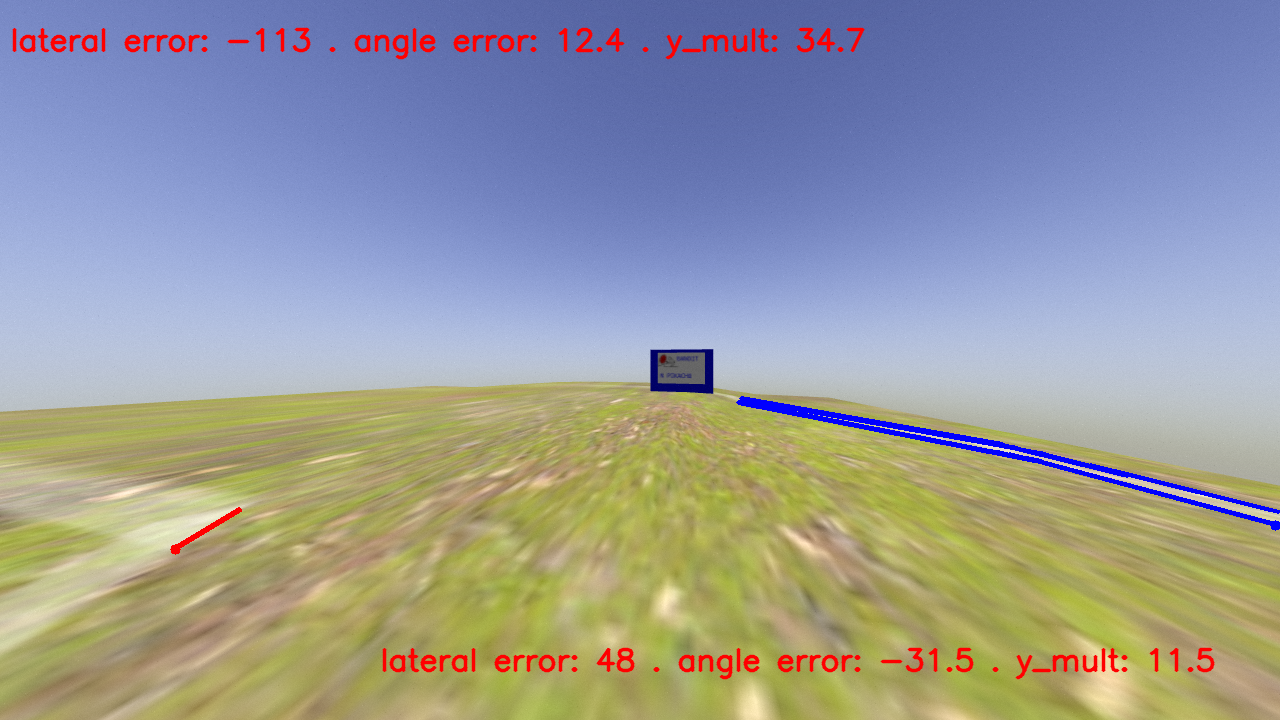 lateral error: -113 . angle error: 12.4 . y_mult: 34.7
lateral error: 48 . angle error: -31.5 . y_mult: 11.5